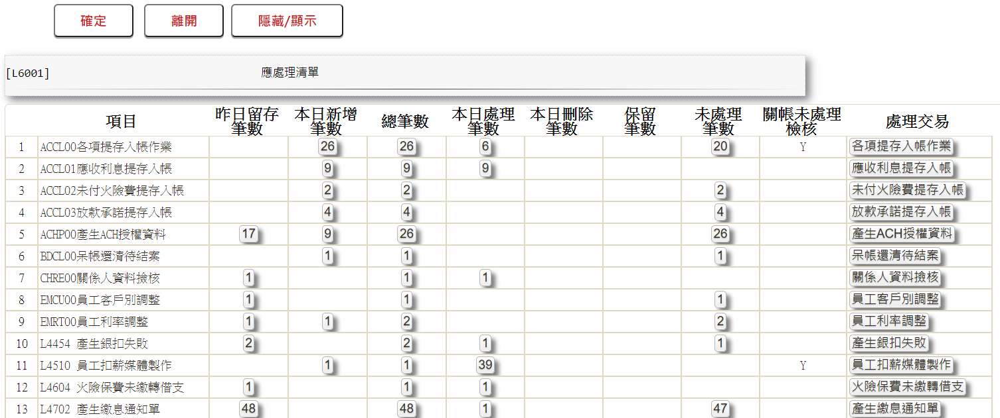 確定 離開 隱藏/顯示
[L6001] 應處理清單
項目 昨日留存筆數 本日新增筆數 總筆數 本日處理筆數 本日刪除筆數 保留筆數 未處理筆數 關帳未處理檢核 處理交易
1 ACCL00各項提存入帳作業 26 26 6 20 Y 各項提存入帳作業
2 ACCL01應收利息提存入帳 9 9 9 應收利息提存入帳
3 ACCL02未付火險費提存入帳 2 2 2 未付火險費提存入帳
4 ACCL03放款承諾提存入帳 4 4 4 放款承諾提存入帳
5 ACHP00產生ACH授權資料 17 9 26 26 產生ACH授權資料
6 BDCL00呆帳還清待結案 1 1 1 呆帳還清待結案
7 CHRE00關係人資料撿核 1 1 1 關係人資料撿核
8 EMCU00員工客戶別調整 1 1 1 員工客戶別調整
9 EMRT00員工利率調整 1 1 2 2 員工利率調整
10 L4454 產生銀扣失敗 2 2 1 1 產生銀扣失敗
11 L4510 員工扣薪媒體製作 1 1 39 Y 員工扣薪媒體製作
12 L4604 火險保費未繳轉借支 1 1 1 火險保費未繳轉借支
13 L4702 產生繳息通知單 48 48 1 47 產生繳息通知單